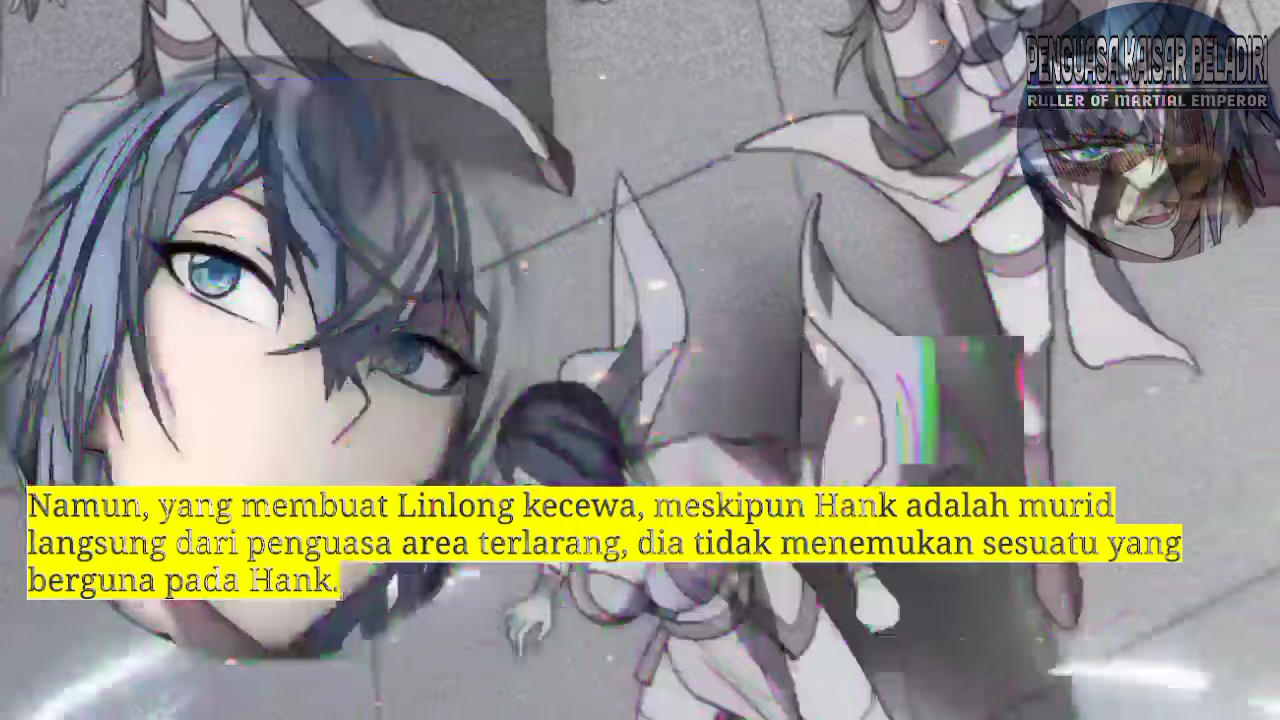 PENGUASA KAISAR BELADIRI
RULLER OF MARTIAL EMPEROR
Namun, yang membuat Linlong kecewa, meskipun Hank adalah murid
langsung dari penguasa area terlarang, dia tidak menemukan sesuatu yang
berguna pada Hank.